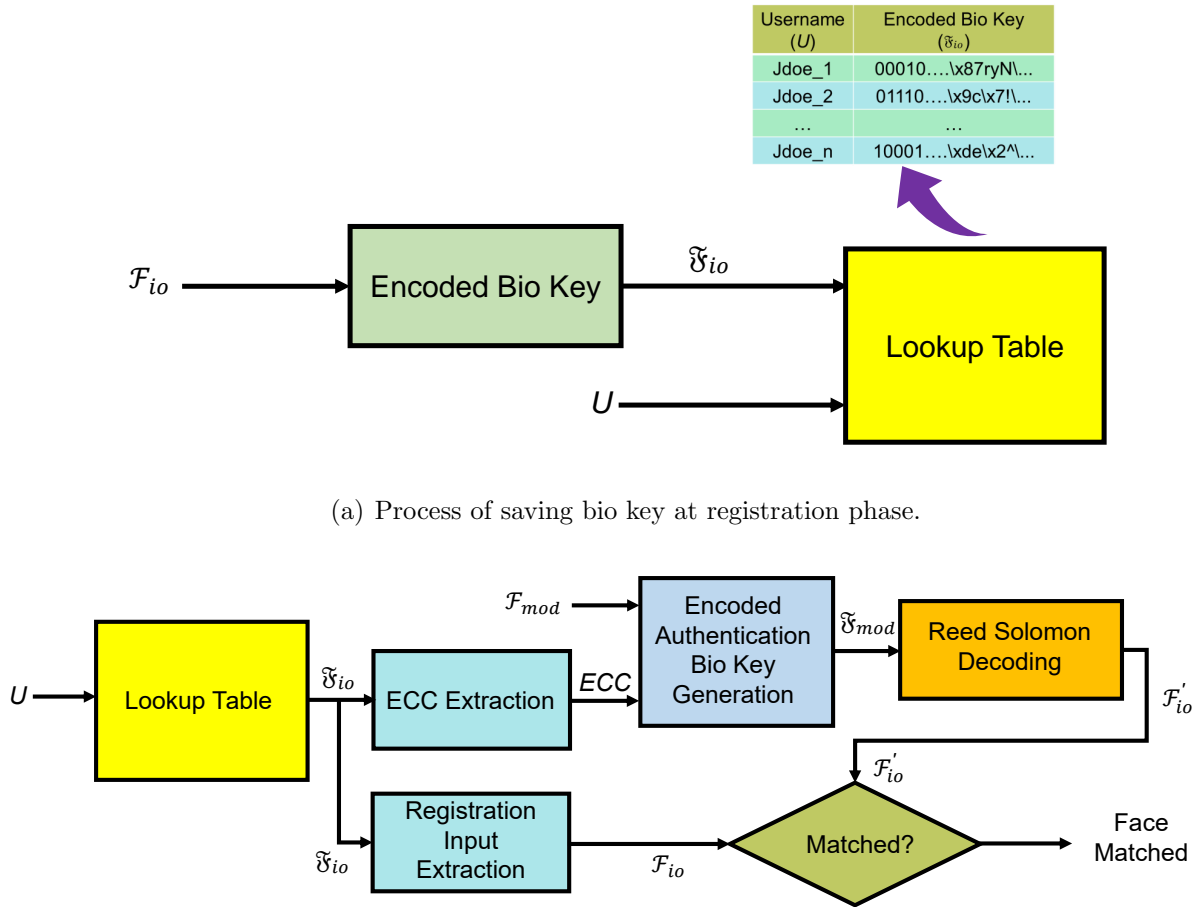 Username (U) Encoded Bio Key (𝔉io)
Jdoe_1 00010....\x87ryN\...
Jdoe_2 01110....\x9c\x7!\...
... ...
Jdoe_n 10001....\xde\x2^\...
ℱio
Encoded Bio Key
𝔉io
U
Lookup Table
(a) Process of saving bio key at registration phase.
U
Lookup Table
𝔉io
ECC Extraction
ECC
ℱmod
Encoded
Authentication
Bio Key
Generation
𝔉mod
Reed Solomon
Decoding
ℱ'io
ℱ'io
𝔉io
Registration
Input
Extraction
ℱio
Matched?
Face
Matched